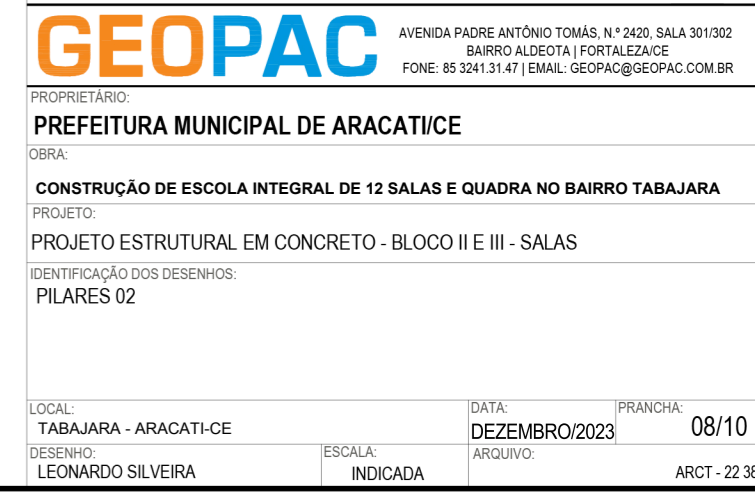 GEOPAC
AVENIDA PADRE ANTÔNIO TOMÁS, N.º 2420, SALA 301/302
BAIRRO ALDEOTA | FORTALEZA/CE
FONE: 85 3241.31.47 | EMAIL: GEOPAC@GEOPAC.COM.BR
PROPRIETÁRIO:
PREFEITURA MUNICIPAL DE ARACATI/CE
OBRA:
CONSTRUÇÃO DE ESCOLA INTEGRAL DE 12 SALAS E QUADRA NO BAIRRO TABAJARA
PROJETO:
PROJETO ESTRUTURAL EM CONCRETO - BLOCO II E III - SALAS
IDENTIFICAÇÃO DOS DESENHOS:
PILARES 02
LOCAL:
TABAJARA - ARACATI-CE
DATA:
DEZEMBRO/2023
PRANCHA:
08/10
DESENHO:
LEONARDO SILVEIRA
ESCALA:
INDICADA
ARQUIVO:
ARCT - 22 38